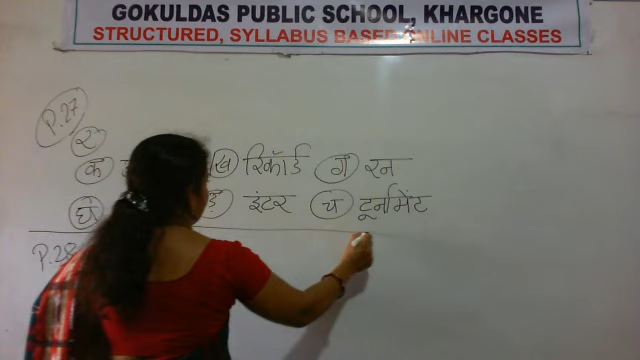 GOKULDAS PUBLIC SCHOOL, KHARGONE
STRUCTURED, SYLLABUS BASED ONLINE CLASSES
P.27
२
क ख रिकॉर्ड ग रन
घ ङ इंटर च टूर्नामेंट
P.28